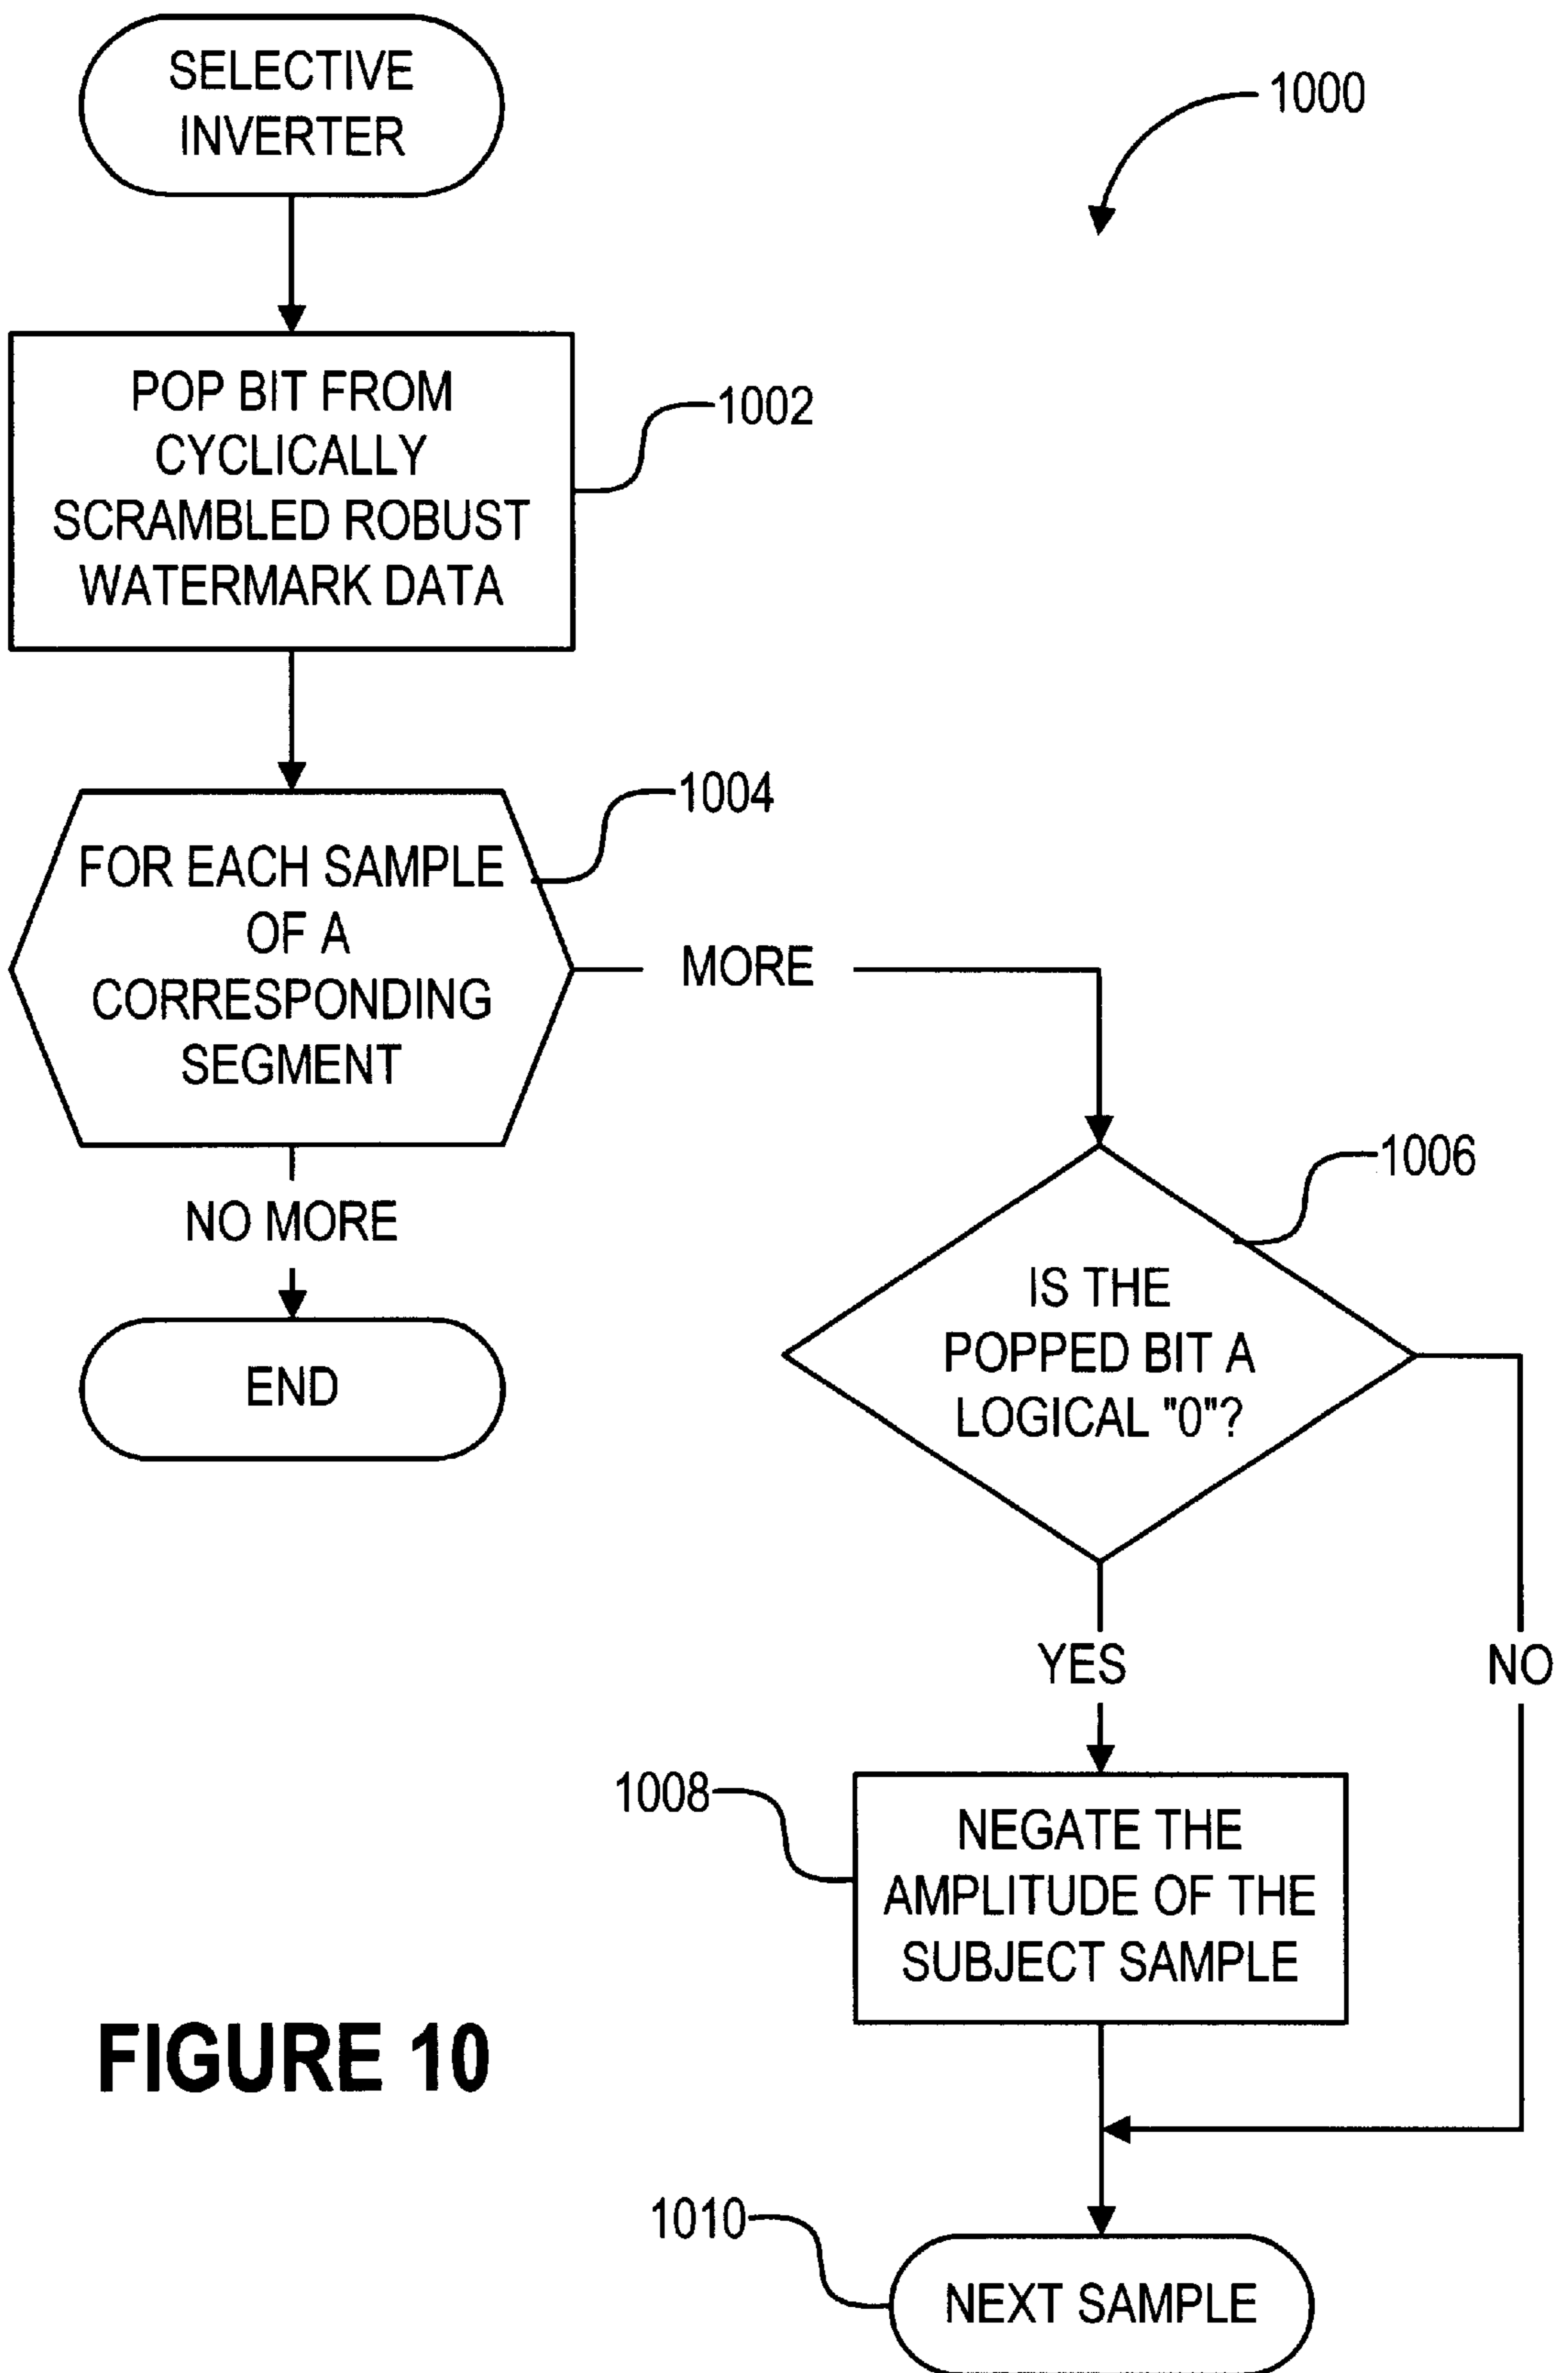 SELECTIVE
INVERTER
1000
POP BIT FROM
CYCLICALLY
SCRAMBLED ROBUST
WATERMARK DATA
1002
FOR EACH SAMPLE
OF A
CORRESPONDING
SEGMENT
1004
MORE
NO MORE
END
IS THE
POPPED BIT A
LOGICAL "0"?
1006
YES
NO
NEGATE THE
AMPLITUDE OF THE
SUBJECT SAMPLE
1008
NEXT SAMPLE
1010
FIGURE 10